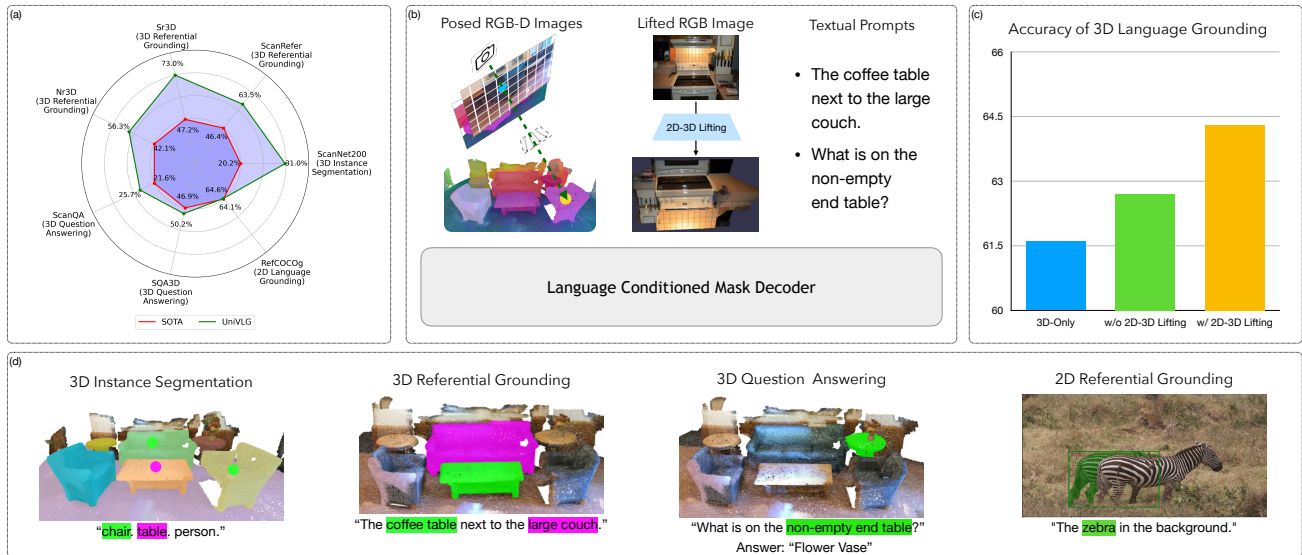 (a)
Sr3D
(3D Referential
Grounding)
73.0%
ScanRefer
(3D Referential
Grounding)
63.5%
Nr3D
(3D Referential
Grounding)
56.3%
47.2%
46.4%
42.1%
20.2%
31.0%
ScanNet200
(3D Instance
Segmentation)
21.6%
25.7%
46.9%
64.6%
64.1%
50.2%
ScanQA
(3D Question
Answering)
RefCOCOg
(2D Language
Grounding)
SQA3D
(3D Question
Answering)
SOTA
UniVLG
(b)
Posed RGB-D Images
Lifted RGB Image
2D-3D Lifting
Textual Prompts
• The coffee table
next to the large
couch.
• What is on the
non-empty
end table?
Language Conditioned Mask Decoder
(c)
Accuracy of 3D Language Grounding
66
64.5
63
61.5
60
3D-Only
w/o 2D-3D Lifting
w/ 2D-3D Lifting
(d)
3D Instance Segmentation
"chair. table. person."
3D Referential Grounding
"The coffee table next to the large couch."
3D Question Answering
"What is on the non-empty end table?"
Answer: "Flower Vase"
2D Referential Grounding
"The zebra in the background."